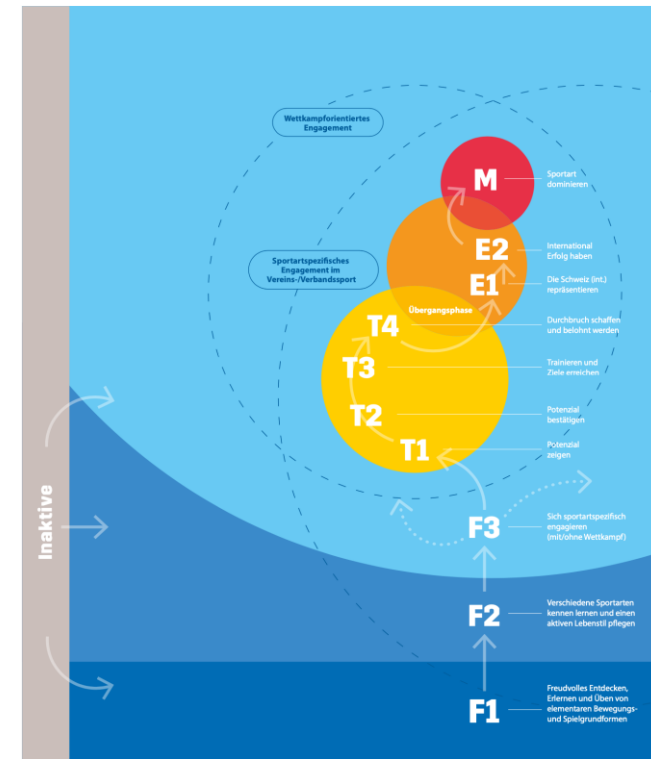 Wettkampforientiertes
Engagement
M
Sportart
dominieren
Sportartspezifisches
Engagement im
Vereins-/Verbandssport
E2
International
Erfolg haben
E1
Die Schweiz (int.)
repräsentieren
Übergangsphase
T4
Durchbruch schaffen
und belohnt werden
T3
Trainieren und
Ziele erreichen
T2
Potenzial
bestätigen
T1
Potenzial
zeigen
Inaktive
F3
Sich sportartspezifisch
engagieren
(mit/ohne Wettkampf)
F2
Verschiedene Sportarten
kennen lernen und einen
aktiven Lebenstil pflegen
F1
Freudvolles Entdecken,
Erlernen und Üben von
elementaren Bewegungs-
und Spielgrundformen